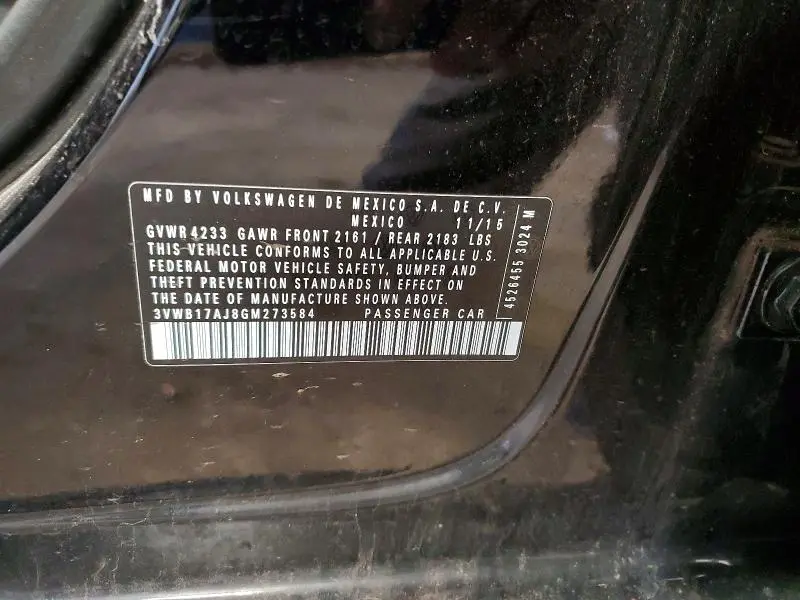 MFD BY VOLKSWAGEN DE MEXICO S.A. DE C.V.
MEXICO 11/15
GVWR 4233 GAWR FRONT 2161 / REAR 2183 LBS
THIS VEHICLE CONFORMS TO ALL APPLICABLE U.S.
FEDERAL MOTOR VEHICLE SAFETY, BUMPER AND
THEFT PREVENTION STANDARDS IN EFFECT ON
THE DATE OF MANUFACTURE SHOWN ABOVE.
3VWB17AJ8GM273584 PASSENGER CAR
4526455 3024 M